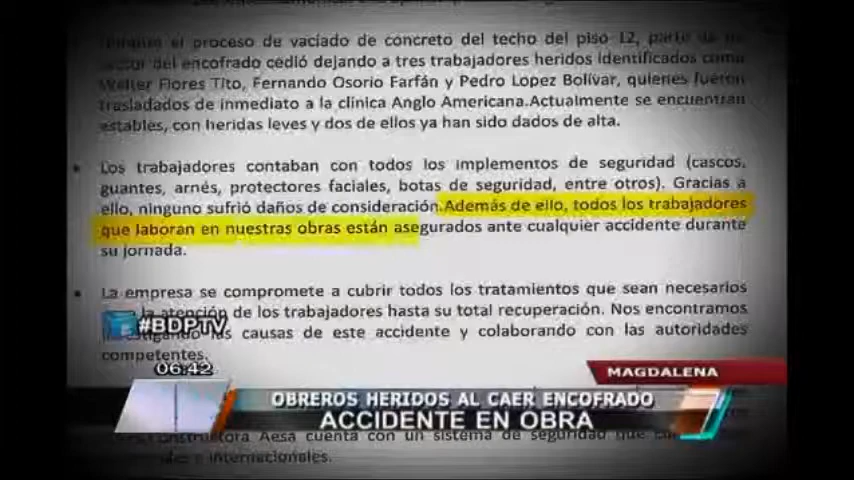 el proceso de vaciado de concreto del techo del piso 12, parte de
sector del encofrado cedió dejando a tres trabajadores heridos identificados como
Walter Flores Tito, Fernando Osorio Farfán y Pedro Lopez Bolívar, quienes fueron
trasladados de inmediato a la clínica Anglo Americana.Actualmente se encuentran
estables, con heridas leves y dos de ellos ya han sido dados de alta.
• Los trabajadores contaban con todos los implementos de seguridad (cascos,
guantes, arnés, protectores faciales, botas de seguridad, entre otros). Gracias a
ello, ninguno sufrió daños de consideración.Además de ello, todos los trabajadores
que laboran en nuestras obras están asegurados ante cualquier accidente durante
su jornada.
• La empresa se compromete a cubrir todos los tratamientos que sean necesarios
la atención de los trabajadores hasta su total recuperación. Nos encontramos
#BDPTV
las causas de este accidente y colaborando con las autoridades
competentes.
06:42
MAGDALENA
OBREROS HERIDOS AL CAER ENCOFRADO
ACCIDENTE EN OBRA
Constructora Aesa cuenta con un sistema de seguridad que
e internacionales.